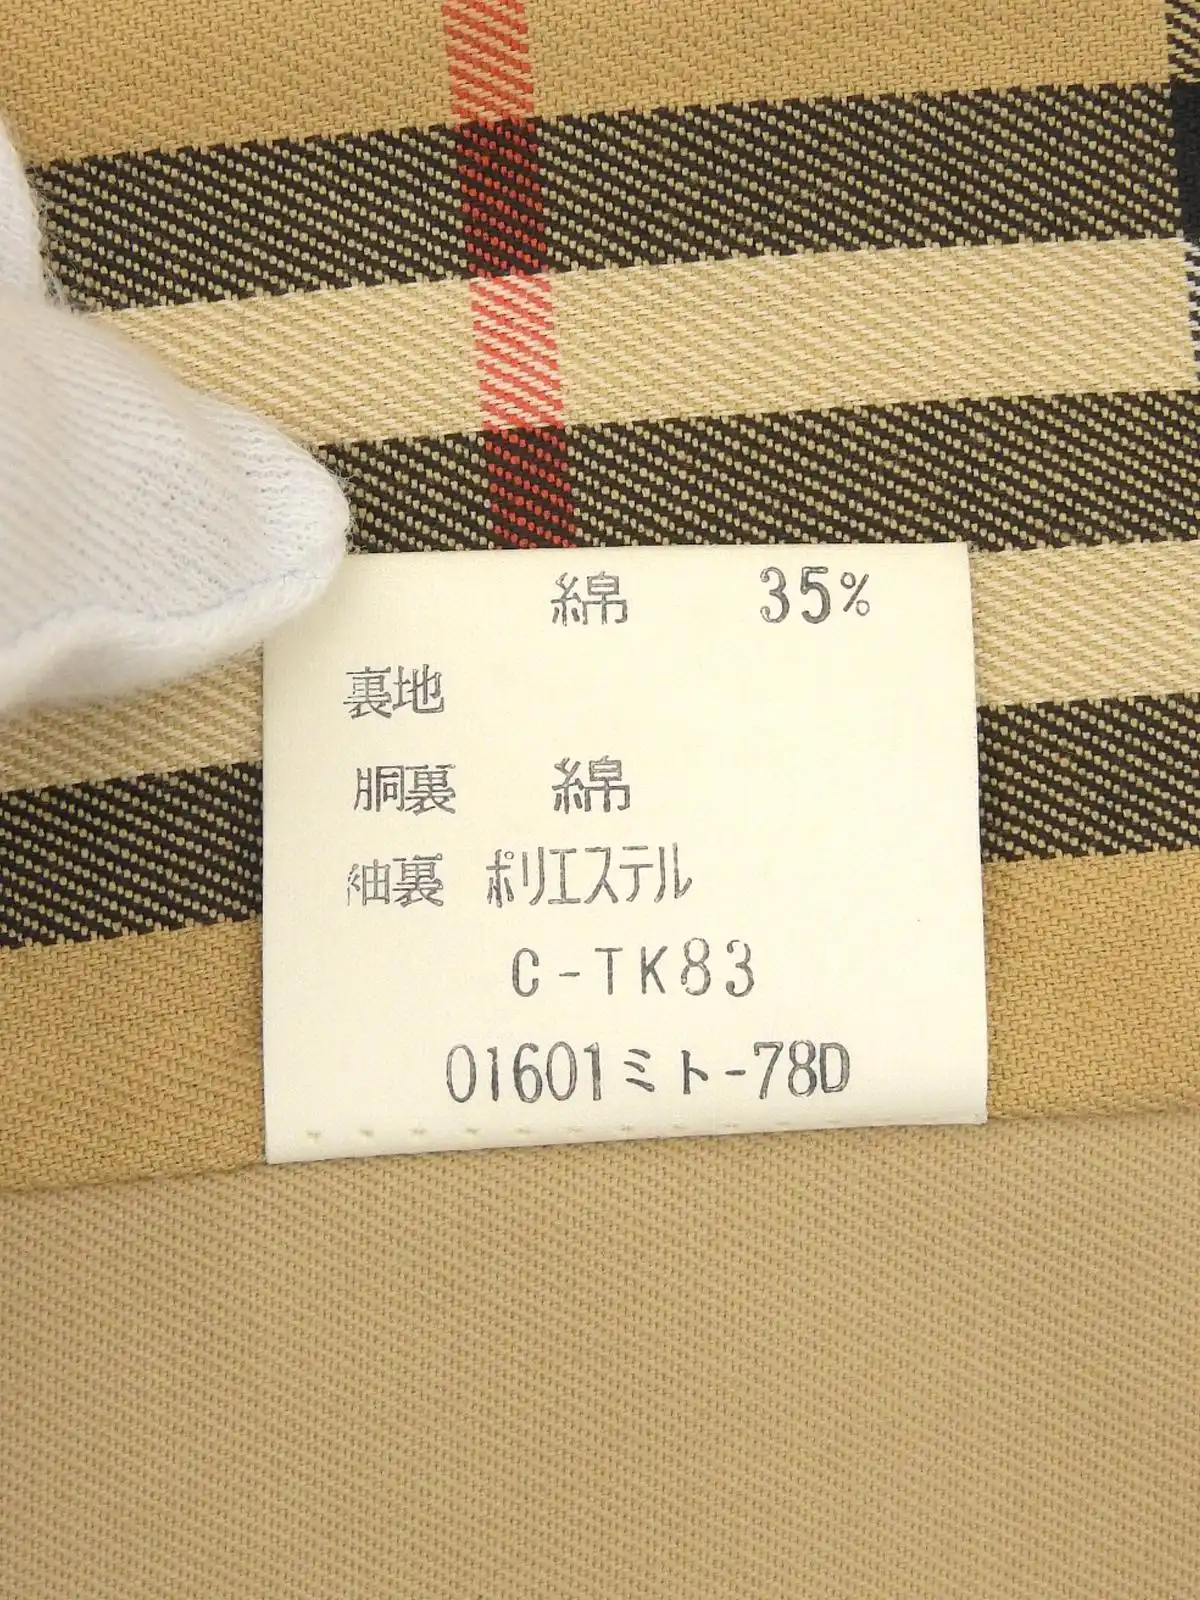 綿 35%
裏地
胴裏 綿
袖裏 ポリエステル
C-TK83
01601ミト-78D